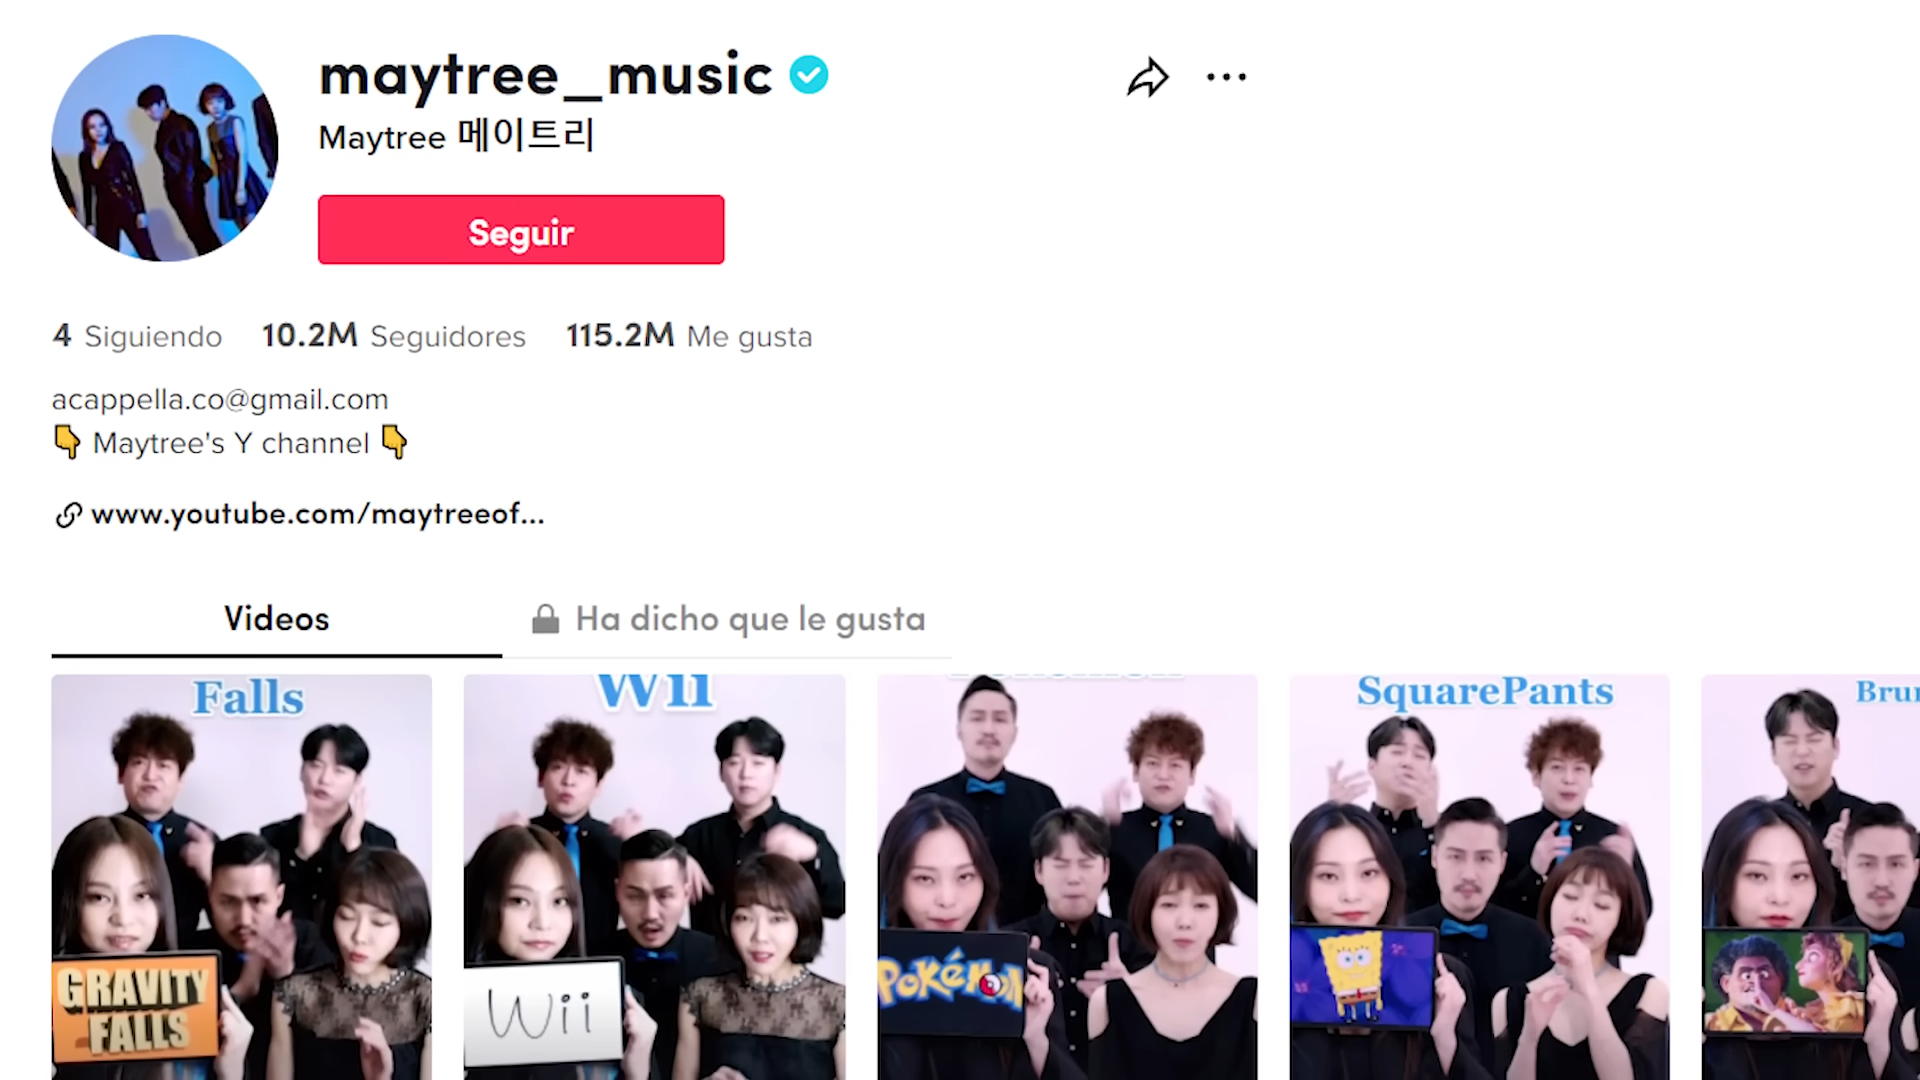 maytree_music
Maytree 메이트리
Seguir
4 Siguiendo 10.2M Seguidores 115.2M Me gusta
acappella.co@gmail.com
👇 Maytree's Y channel 👇
www.youtube.com/maytreeof...
Videos
Ha dicho que le gusta
Falls
Wii
SquarePants
GRAVITY
FALLS
Wii
POKéMON